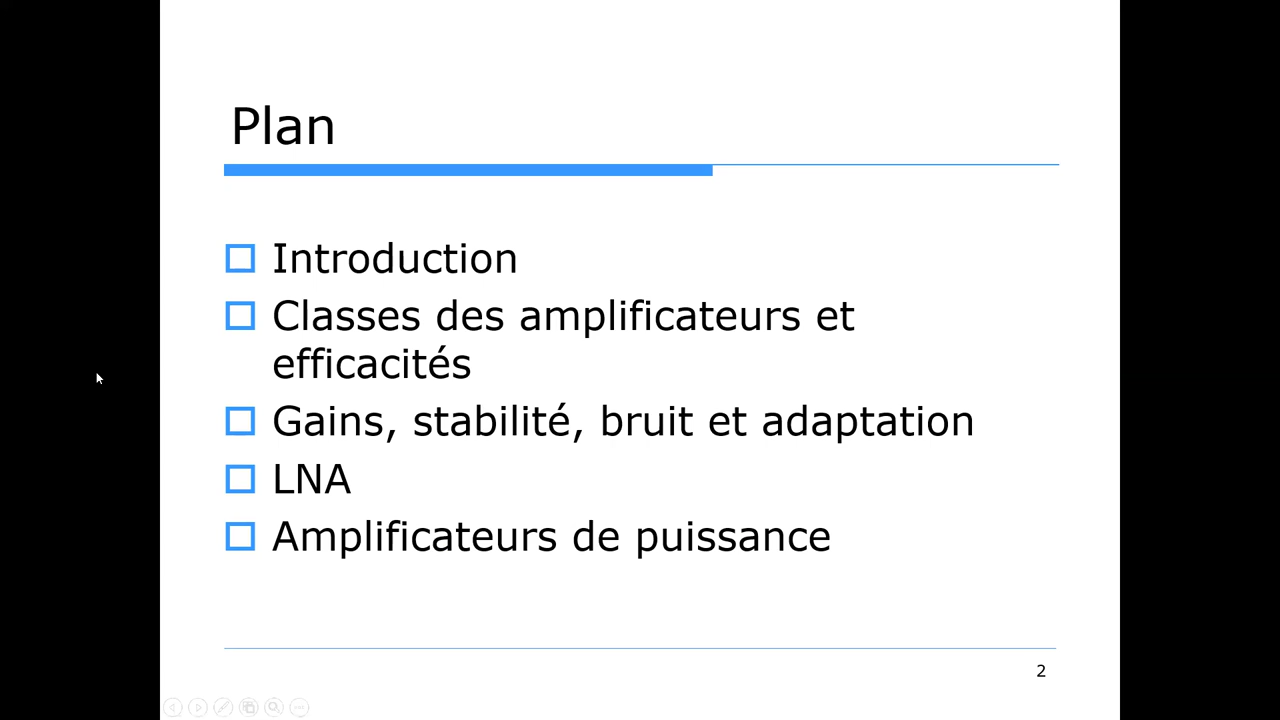 Plan
Introduction
Classes des amplificateurs et
efficacités
Gains, stabilité, bruit et adaptation
LNA
Amplificateurs de puissance
2